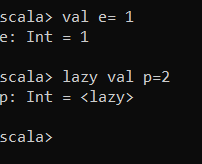 scala> val e= 1
e: Int = 1
scala> lazy val p=2
p: Int = <lazy>
scala>